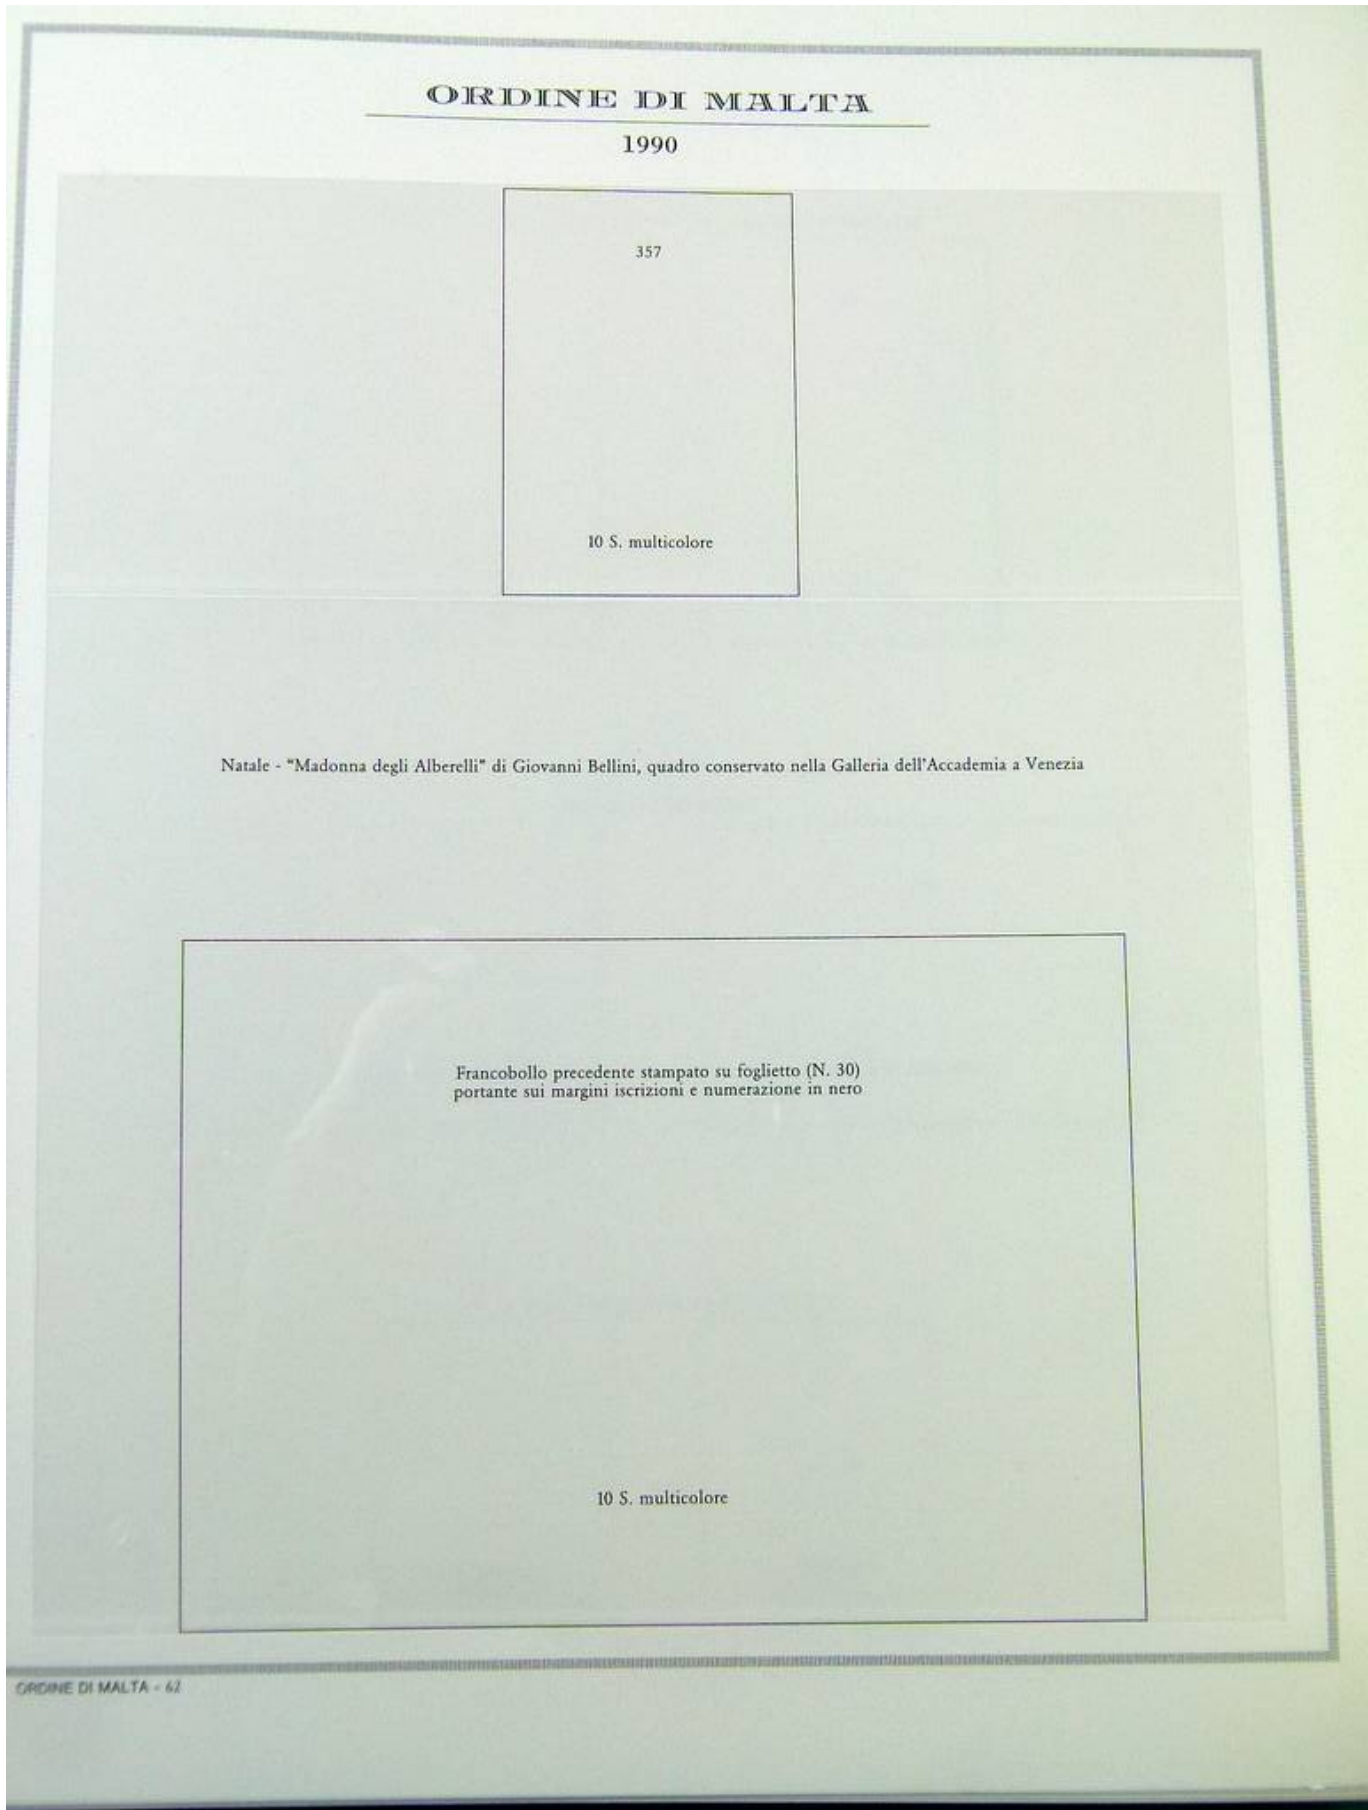 ORDINE DI MALTA
1990
357
10 S. multicolore
Natale - "Madonna degli Alberelli" di Giovanni Bellini, quadro conservato nella Galleria dell'Accademia a Venezia
Francobollo precedente stampato su foglietto (N. 30)
portante sui margini iscrizioni e numerazione in nero
10 S. multicolore
ORDINE DI MALTA - 62